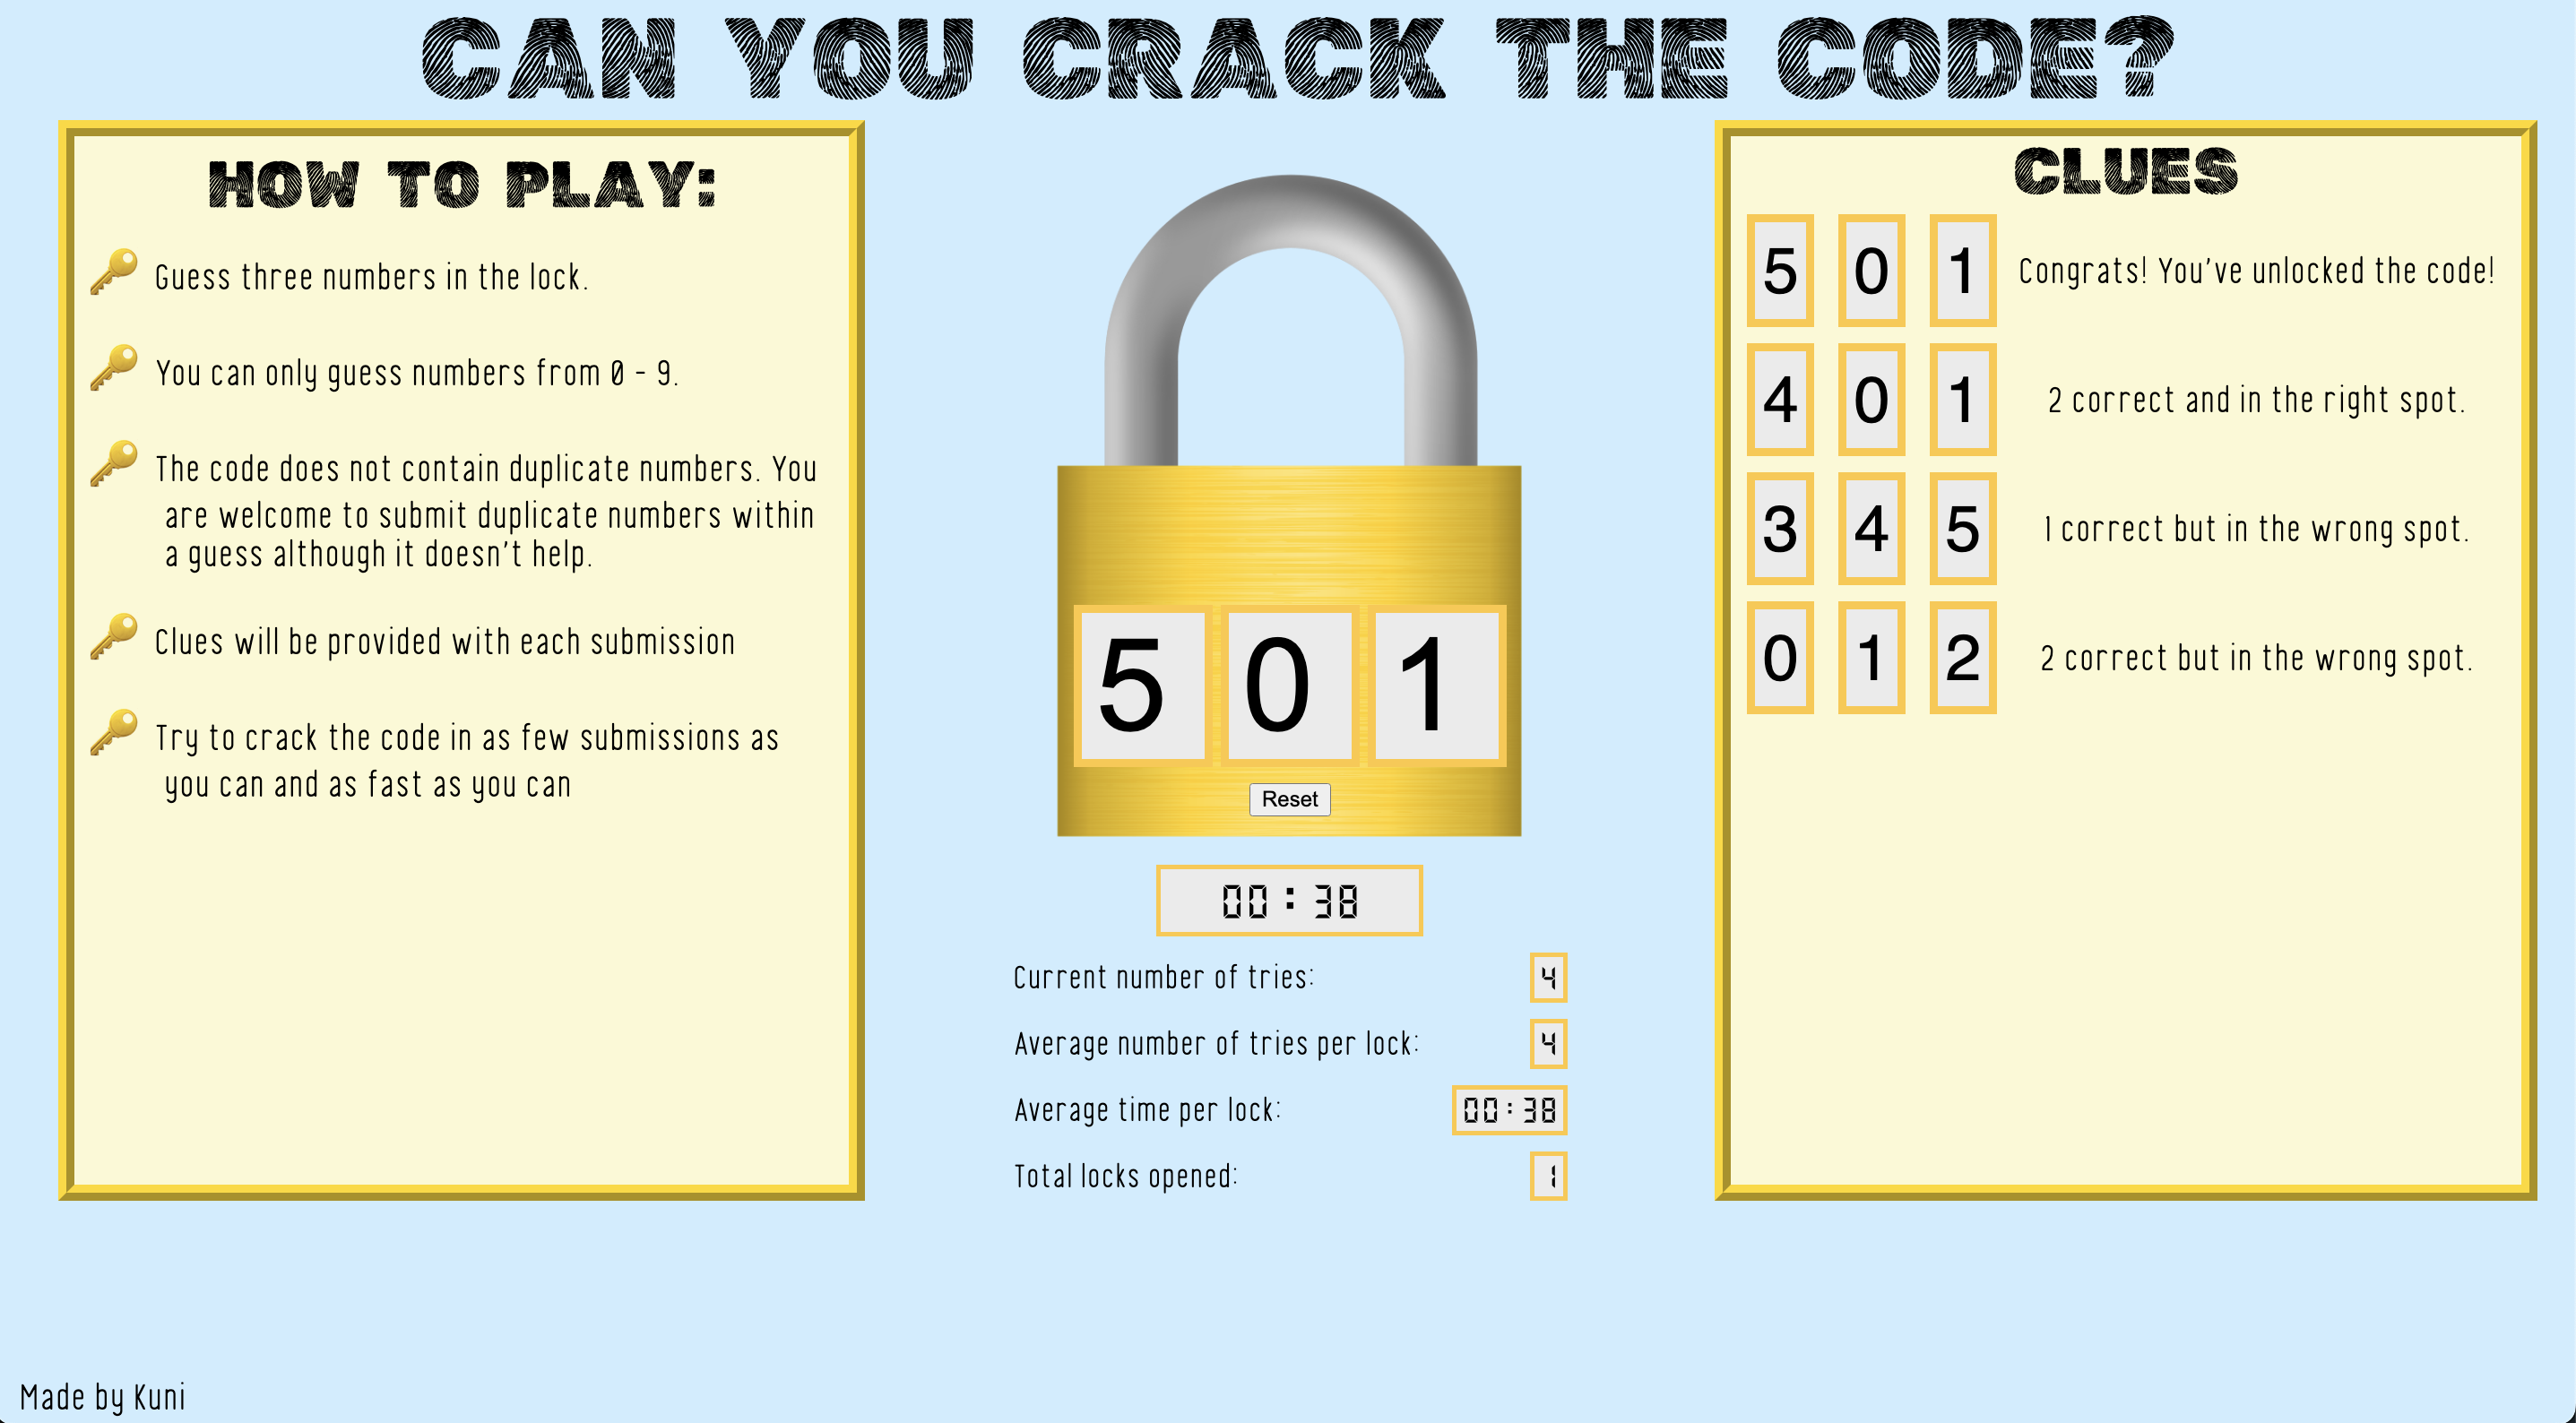 CAN YOU CRACK THE CODE?
HOW TO PLAY:
Guess three numbers in the lock.
You can only guess numbers from 0 - 9.
The code does not contain duplicate numbers. You
are welcome to submit duplicate numbers within
a guess although it doesn't help.
Clues will be provided with each submission
Try to crack the code in as few submissions as
you can and as fast as you can
5 0 1
Reset
00 : 38
Current number of tries: 4
Average number of tries per lock: 4
Average time per lock: 00:38
Total locks opened: 1
CLUES
5 0 1 Congrats! You've unlocked the code!
4 0 1 2 correct and in the right spot.
3 4 5 1 correct but in the wrong spot.
0 1 2 2 correct but in the wrong spot.
Made by Kuni